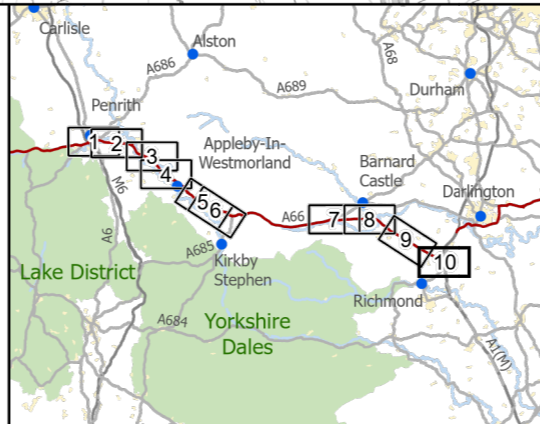 Carlisle
Alston
A68
A686
A689
Durham
Penrith
1
2
3
4
5
6
Appleby-In-
Westmorland
Barnard
Castle
Darlington
M6
A6
A66
7
8
9
10
A685
Kirkby
Stephen
Lake District
Richmond
A684
Yorkshire
Dales
A1(M)